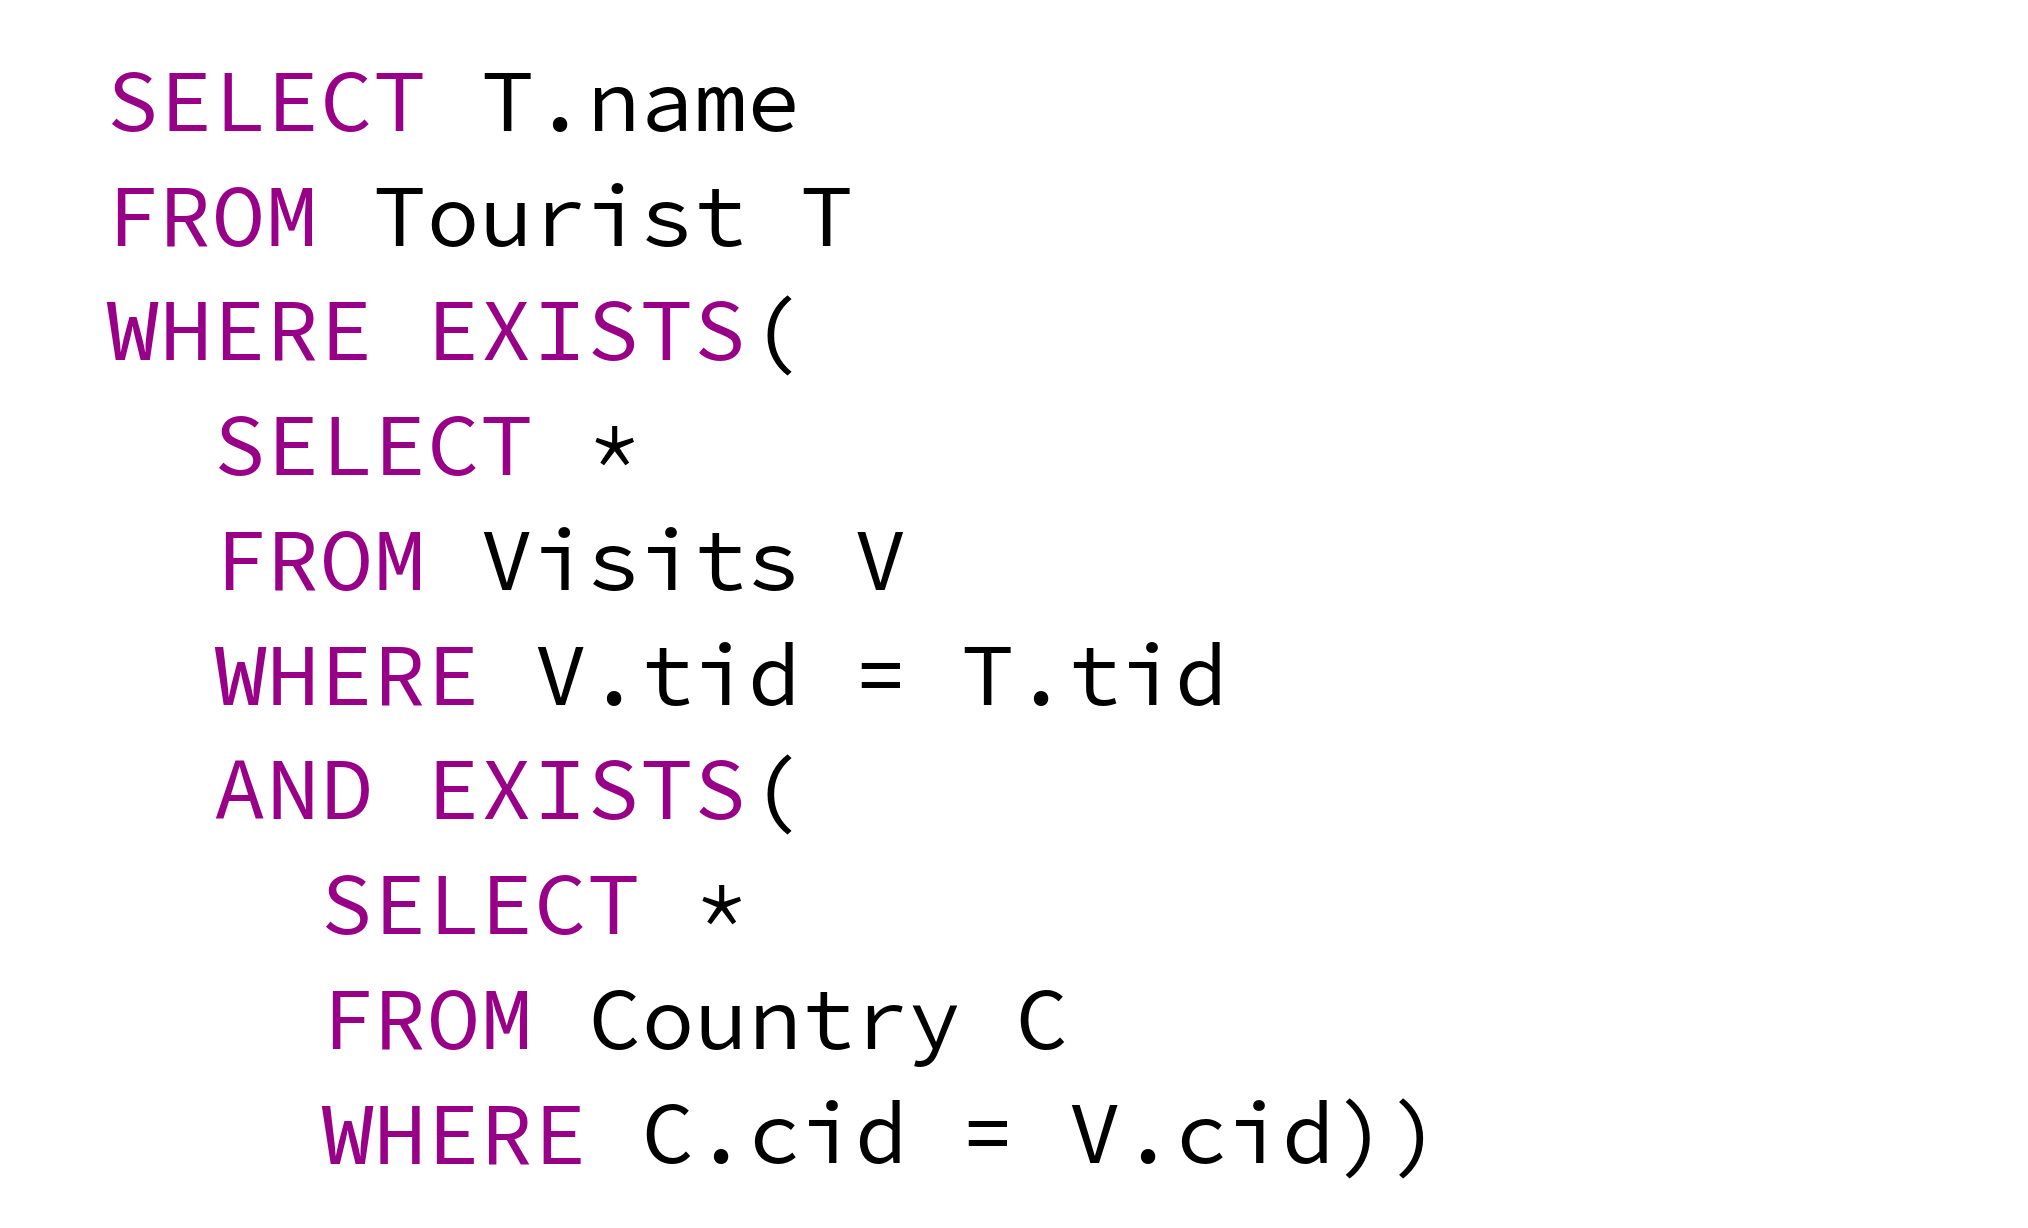 SELECT T.name
FROM Tourist T
WHERE EXISTS(
  SELECT *
  FROM Visits V
  WHERE V.tid = T.tid
  AND EXISTS(
    SELECT *
    FROM Country C
    WHERE C.cid = V.cid))